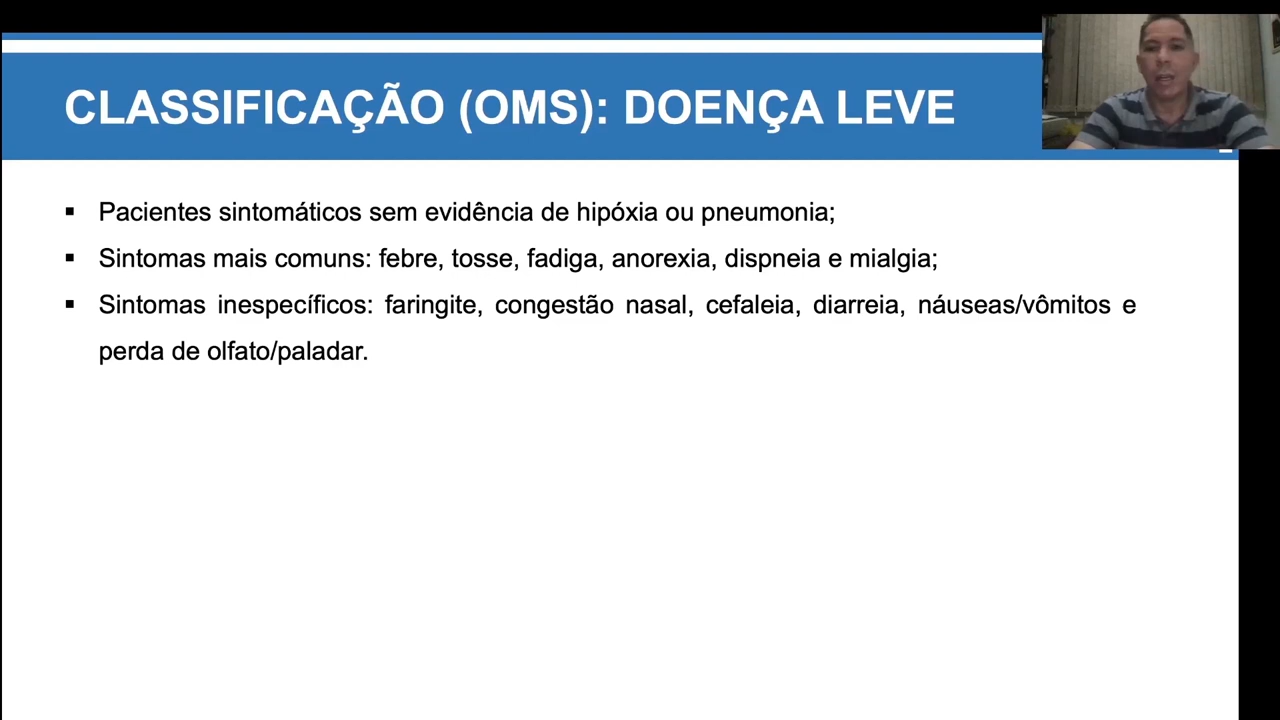 CLASSIFICAÇÃO (OMS): DOENÇA LEVE
▪ Pacientes sintomáticos sem evidência de hipóxia ou pneumonia;
▪ Sintomas mais comuns: febre, tosse, fadiga, anorexia, dispneia e mialgia;
▪ Sintomas inespecíficos: faringite, congestão nasal, cefaleia, diarreia, náuseas/vômitos e
perda de olfato/paladar.